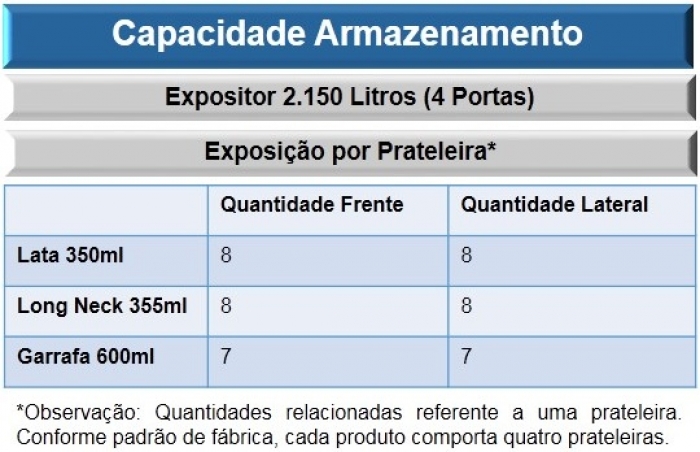 Capacidade Armazenamento
Expositor 2.150 Litros (4 Portas)
Exposição por Prateleira*
Quantidade Frente Quantidade Lateral
Lata 350ml 8 8
Long Neck 355ml 8 8
Garrafa 600ml 7 7
*Observação: Quantidades relacionadas referente a uma prateleira.
Conforme padrão de fábrica, cada produto comporta quatro prateleiras.